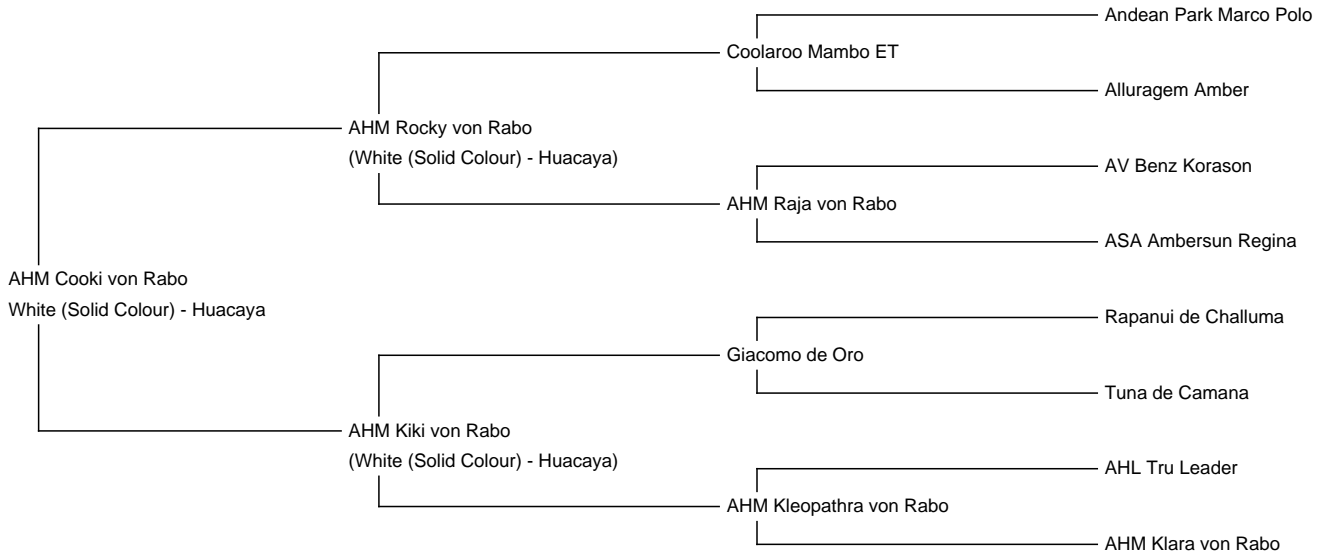 Andean Park Marco Polo
Coolaroo Mambo ET
Alluragem Amber
AHM Rocky von Rabo
(White (Solid Colour) - Huacaya)
AV Benz Korason
AHM Raja von Rabo
ASA Ambersun Regina
AHM Cooki von Rabo
White (Solid Colour) - Huacaya
Rapanui de Challuma
Giacomo de Oro
Tuna de Camana
AHM Kiki von Rabo
(White (Solid Colour) - Huacaya)
AHL Tru Leader
AHM Kleopathra von Rabo
AHM Klara von Rabo